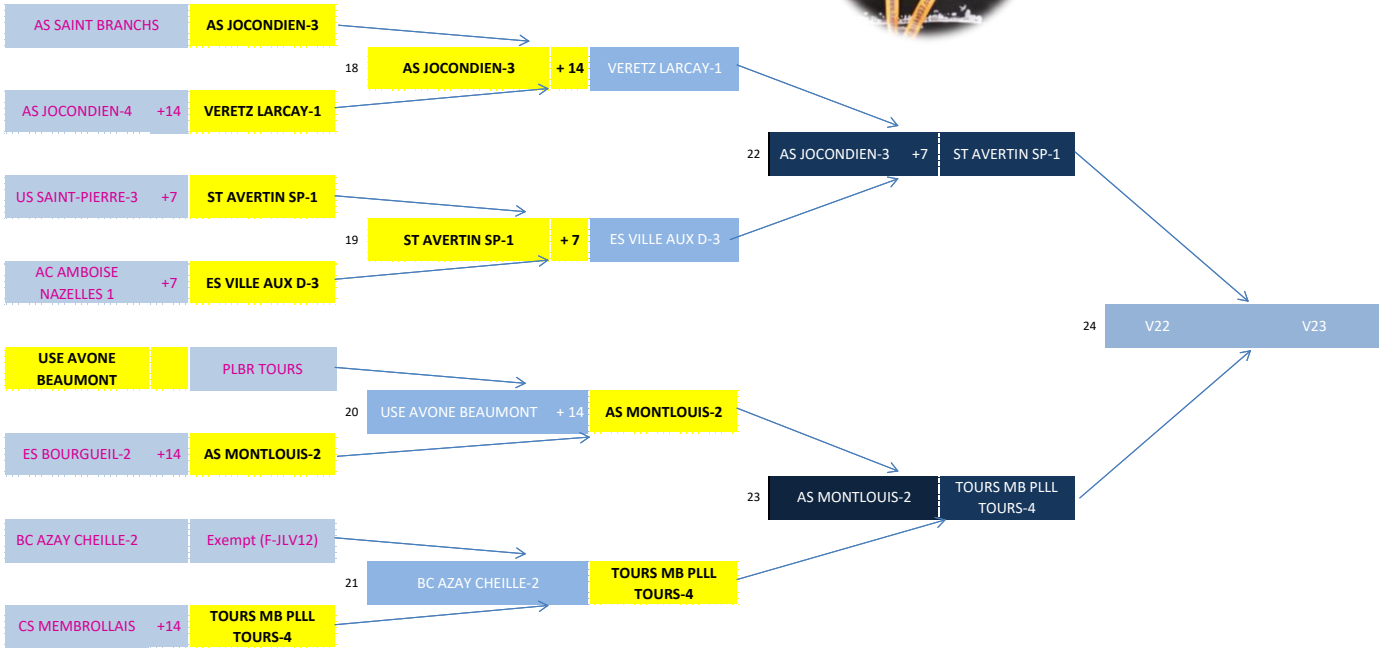 AS SAINT BRANCHS AS JOCONDIEN-3
18 AS JOCONDIEN-3 + 14 VERETZ LARCAY-1
AS JOCONDIEN-4 +14 VERETZ LARCAY-1
22 AS JOCONDIEN-3 +7 ST AVERTIN SP-1
US SAINT-PIERRE-3 +7 ST AVERTIN SP-1
19 ST AVERTIN SP-1 + 7 ES VILLE AUX D-3
AC AMBOISE
NAZELLES 1 +7 ES VILLE AUX D-3
24 V22 V23
USE AVONE
BEAUMONT PLBR TOURS
20 USE AVONE BEAUMONT + 14 AS MONTLOUIS-2
ES BOURGUEIL-2 +14 AS MONTLOUIS-2
23 AS MONTLOUIS-2 TOURS MB PLLL
TOURS-4
BC AZAY CHEILLE-2 Exempt (F-JLV12)
21 BC AZAY CHEILLE-2 TOURS MB PLLL
TOURS-4
CS MEMBROLLAIS +14 TOURS MB PLLL
TOURS-4